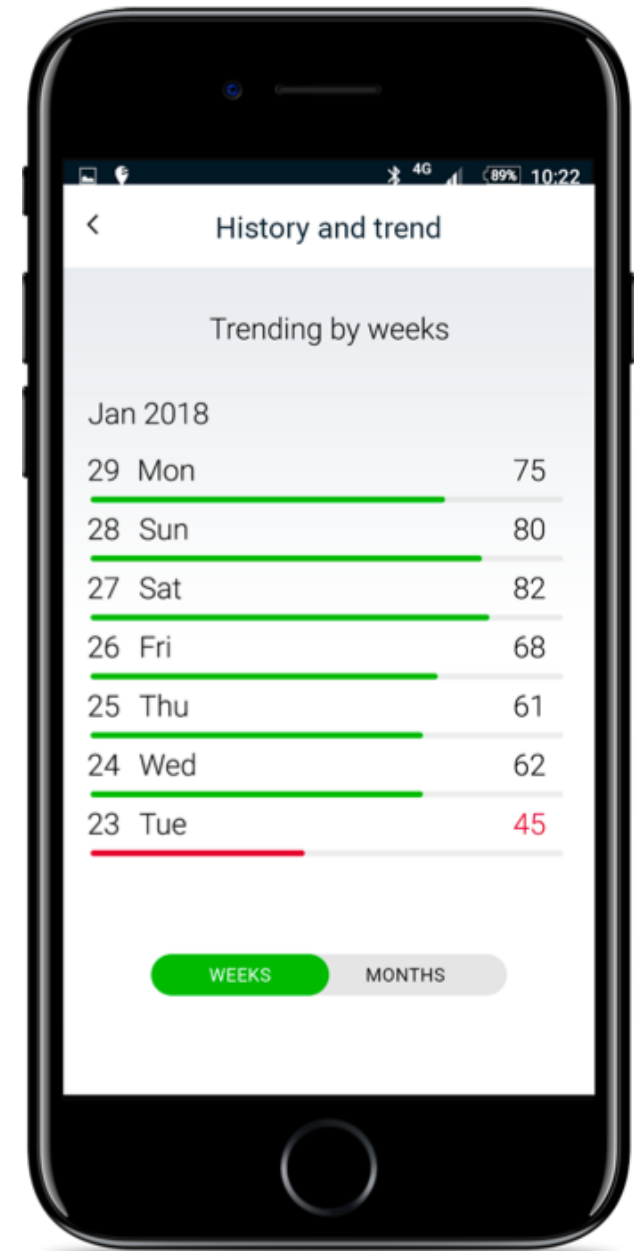 4G 89% 10:22
History and trend
Trending by weeks
Jan 2018
29 Mon 75
28 Sun 80
27 Sat 82
26 Fri 68
25 Thu 61
24 Wed 62
23 Tue 45
WEEKS MONTHS